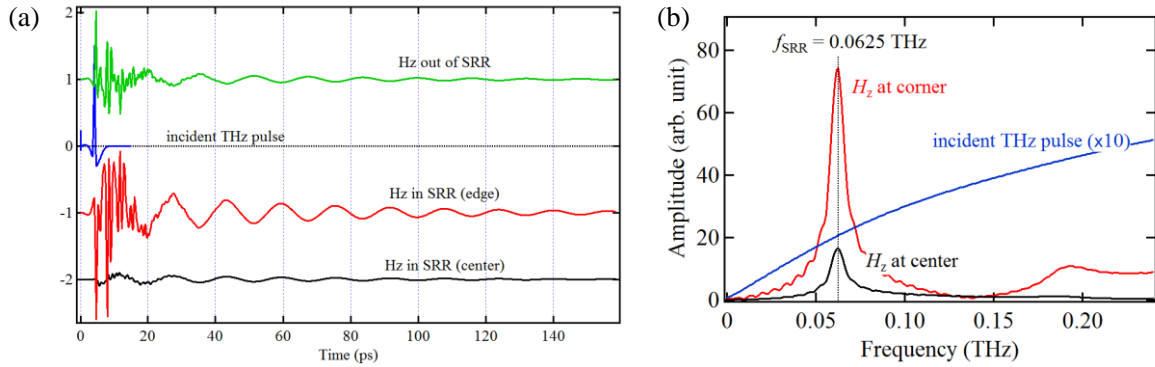 (a)
2
1
0
-1
-2
Hz out of SRR
incident THz pulse
Hz in SRR (edge)
Hz in SRR (center)
0
20
40
60
80
100
120
140
Time (ps)
(b)
Amplitude (arb. unit)
80
60
40
20
0
f_SRR = 0.0625 THz
H_z at corner
incident THz pulse (x10)
H_z at center
0
0.05
0.10
0.15
0.20
Frequency (THz)